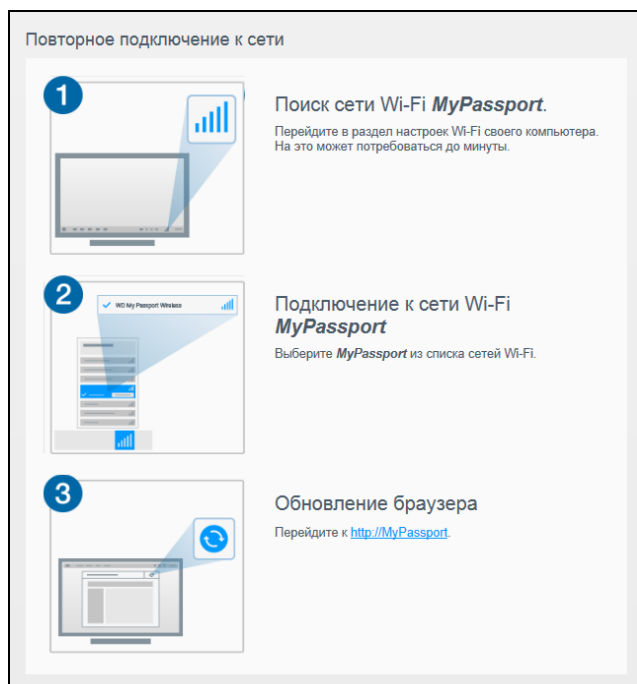 Повторное подключение к сети
1
Поиск сети Wi-Fi MyPassport.
Перейдите в раздел настроек Wi-Fi своего компьютера.
На это может потребоваться до минуты.
2
WD My Passport Wireless
Подключение к сети Wi-Fi
MyPassport
Выберите MyPassport из списка сетей Wi-Fi.
3
Обновление браузера
Перейдите к http://MyPassport.